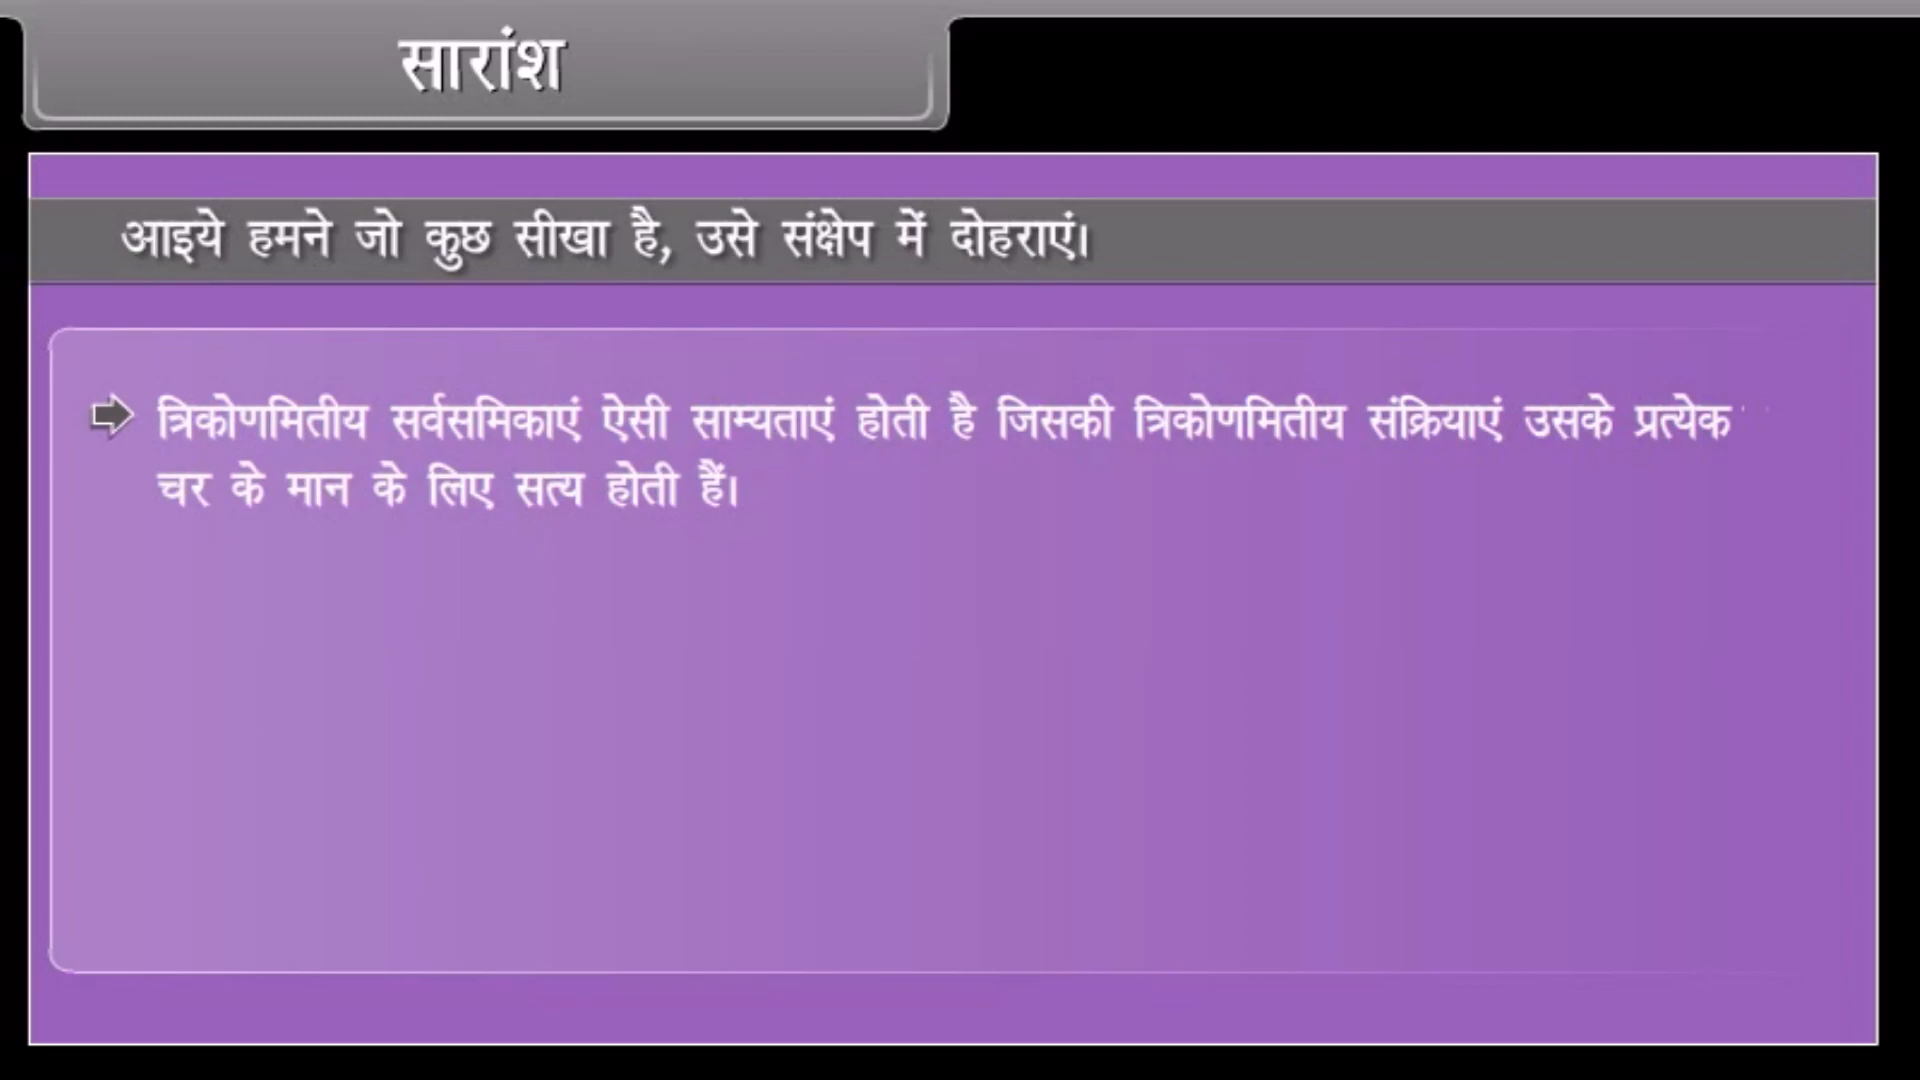 सारांश
आइये हमने जो कुछ सीखा है, उसे संक्षेप में दोहराएं।
त्रिकोणमितीय सर्वसमिकाएं ऐसी साम्यताएं होती है जिसकी त्रिकोणमितीय संक्रियाएं उसके प्रत्येक
चर के मान के लिए सत्य होती हैं।